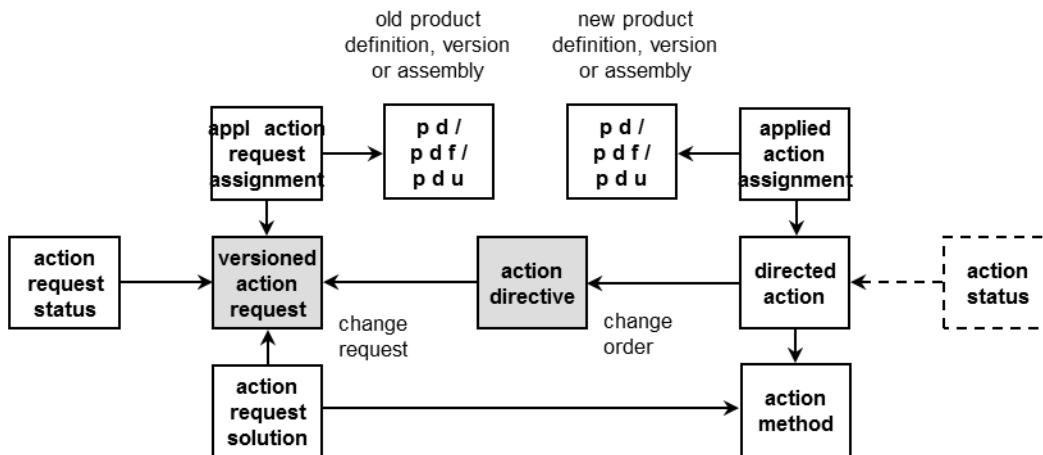 old product
definition, version
or assembly
new product
definition, version
or assembly
appl action
request
assignment
p d /
p d f /
p d u
p d /
p d f /
p d u
applied
action
assignment
action
request
status
versioned
action
request
action
directive
directed
action
action
status
change
request
change
order
action
request
solution
action
method